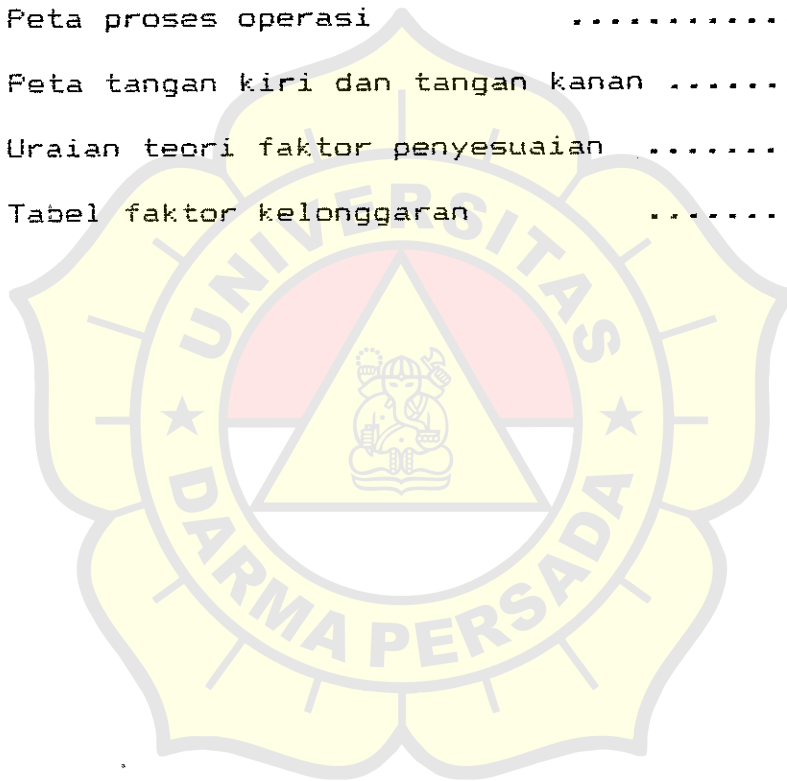 Peta proses operasi ...........
Peta tangan kiri dan tangan kanan ......
Uraian teori faktor penyesuaian .......
Tabel faktor kelonggaran .......
UNIVERSITAS
DARMA PERSADA